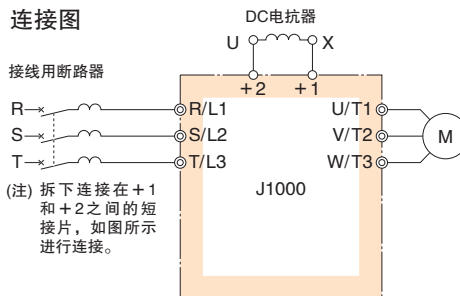 连接图
DC电抗器
U X
接线用断路器
+2 +1
R R/L1 U/T1
S S/L2 V/T2 M
T T/L3 W/T3
J1000
(注) 拆下连接在+1
和+2之间的短
接片，如图所示
进行连接。